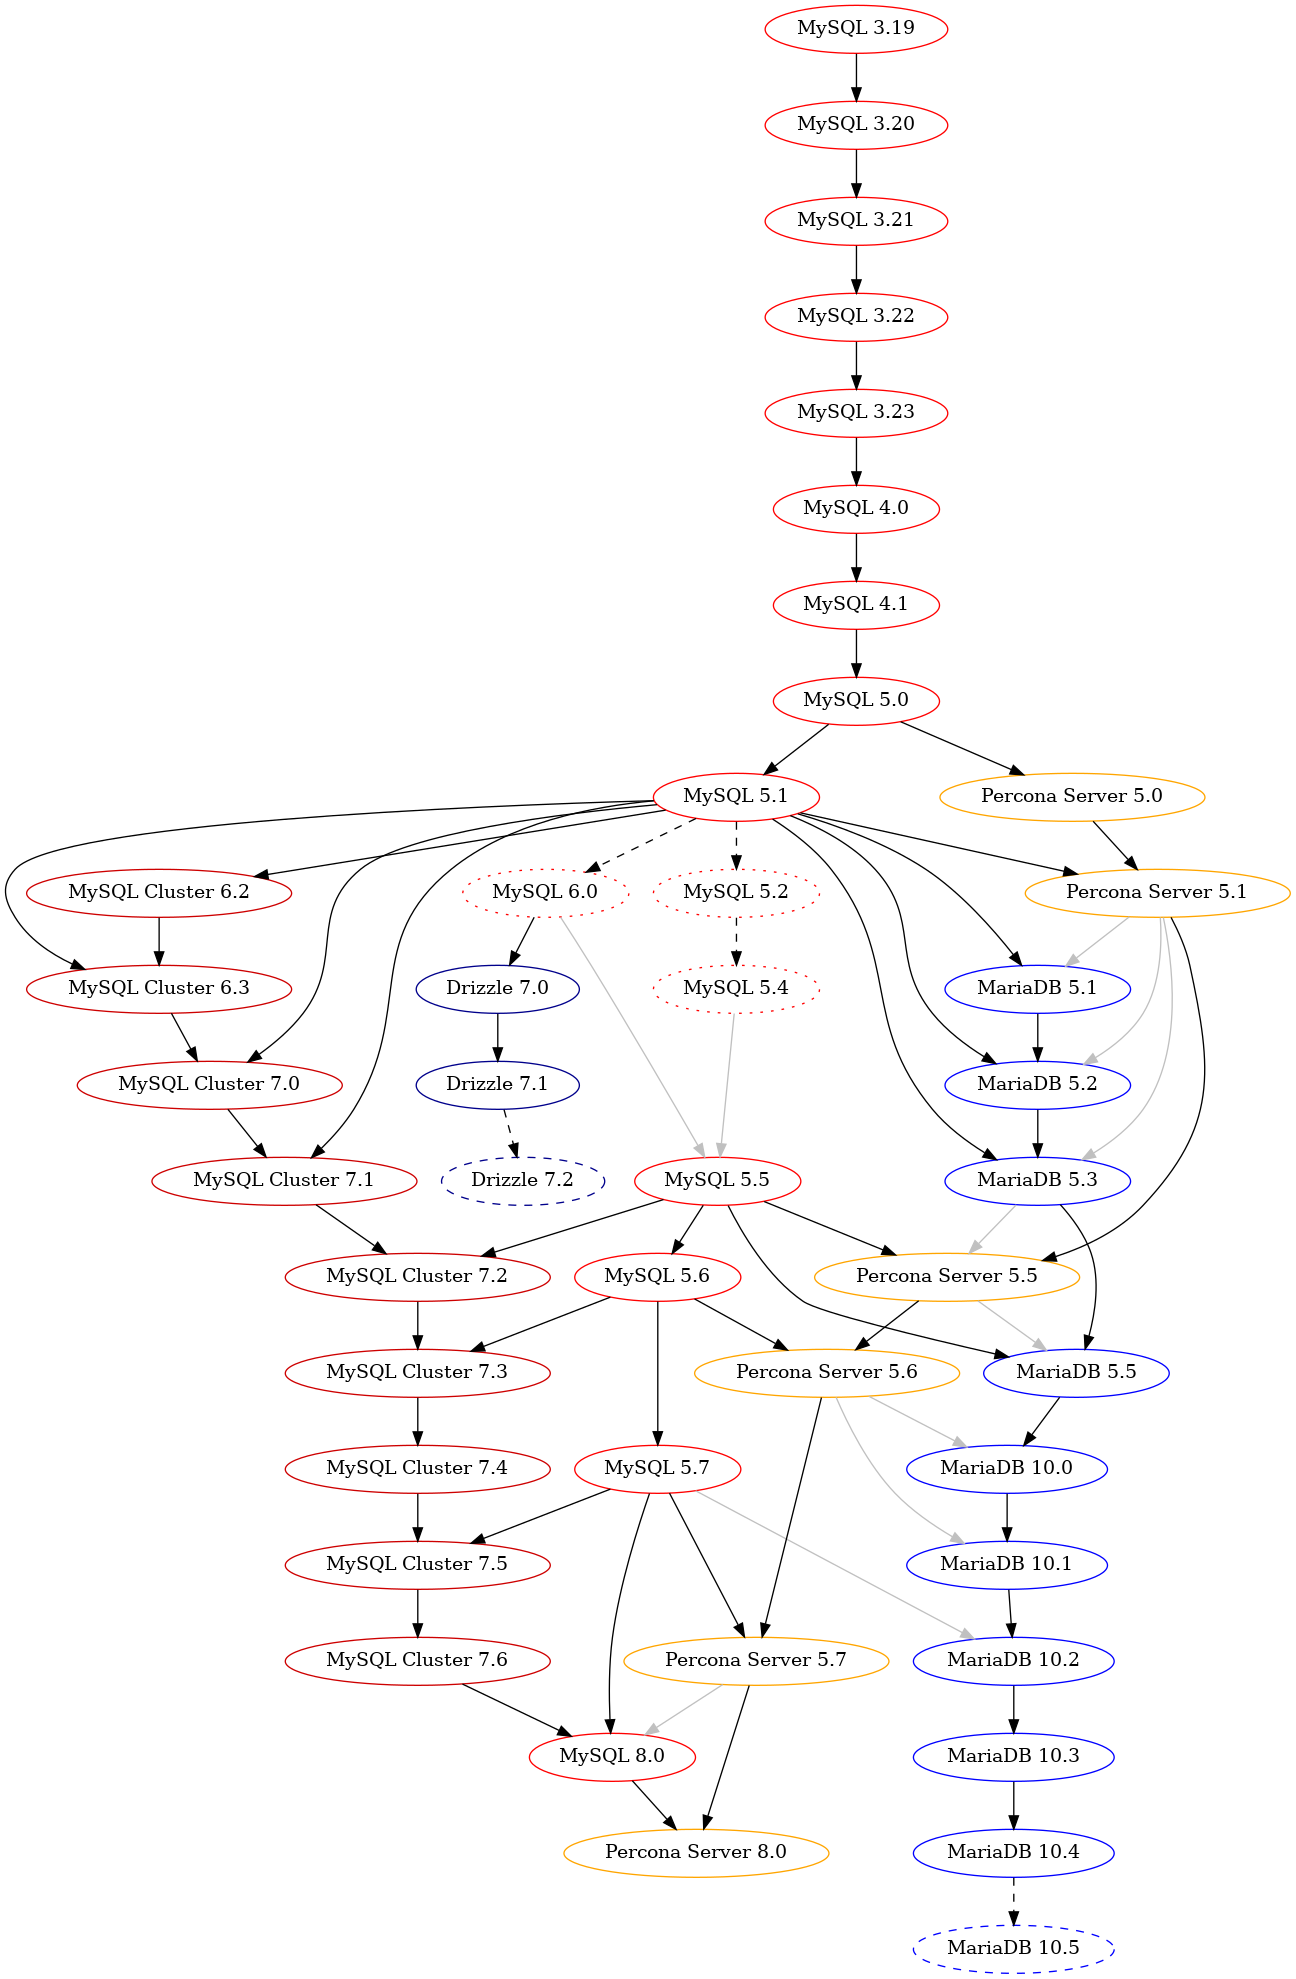 MySQL 3.19
MySQL 3.20
MySQL 3.21
MySQL 3.22
MySQL 3.23
MySQL 4.0
MySQL 4.1
MySQL 5.0
MySQL 5.1
Percona Server 5.0
MySQL Cluster 6.2
MySQL 6.0
MySQL 5.2
Percona Server 5.1
MySQL Cluster 6.3
Drizzle 7.0
MySQL 5.4
MariaDB 5.1
MySQL Cluster 7.0
Drizzle 7.1
MariaDB 5.2
MySQL Cluster 7.1
Drizzle 7.2
MySQL 5.5
MariaDB 5.3
MySQL Cluster 7.2
MySQL 5.6
Percona Server 5.5
MySQL Cluster 7.3
Percona Server 5.6
MariaDB 5.5
MySQL Cluster 7.4
MySQL 5.7
MariaDB 10.0
MySQL Cluster 7.5
MariaDB 10.1
MySQL Cluster 7.6
Percona Server 5.7
MariaDB 10.2
MySQL 8.0
MariaDB 10.3
Percona Server 8.0
MariaDB 10.4
MariaDB 10.5